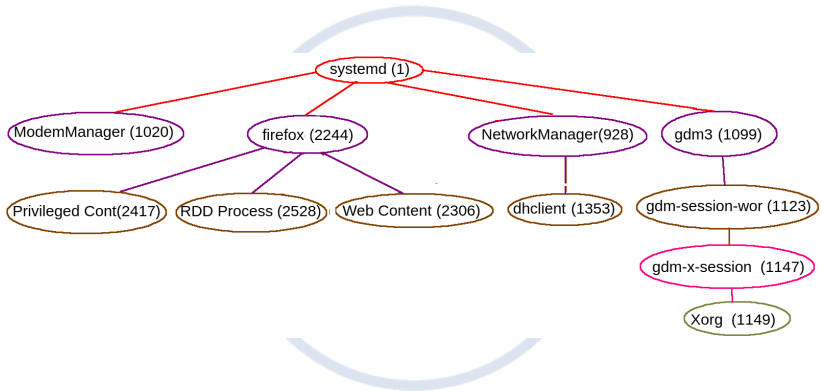 systemd (1)
ModemManager (1020)
firefox (2244)
NetworkManager(928)
gdm3 (1099)
Privileged Cont(2417)
RDD Process (2528)
Web Content (2306)
dhclient (1353)
gdm-session-wor (1123)
gdm-x-session (1147)
Xorg (1149)